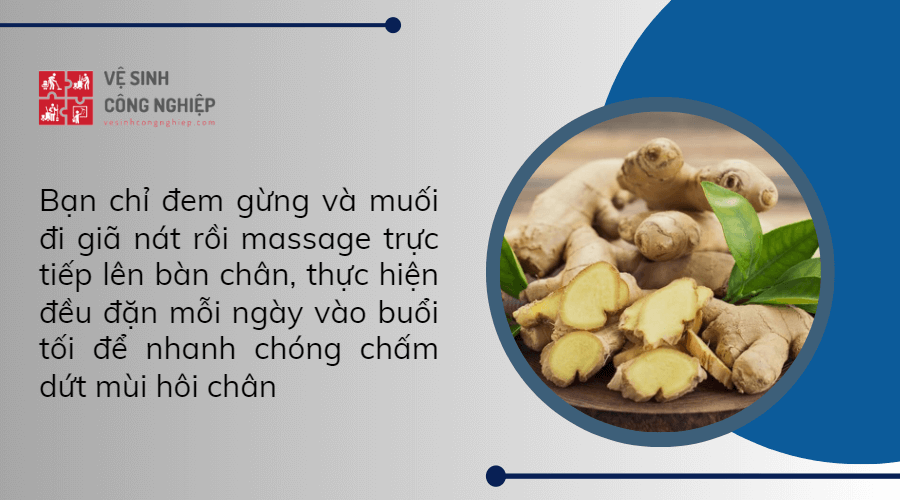 VỆ SINH
CÔNG NGHIỆP
vesinhcongnghiep.com
Bạn chỉ đem gừng và muối
đi giã nát rồi massage trực
tiếp lên bàn chân, thực hiện
đều đặn mỗi ngày vào buổi
tối để nhanh chóng chấm
dứt mùi hôi chân